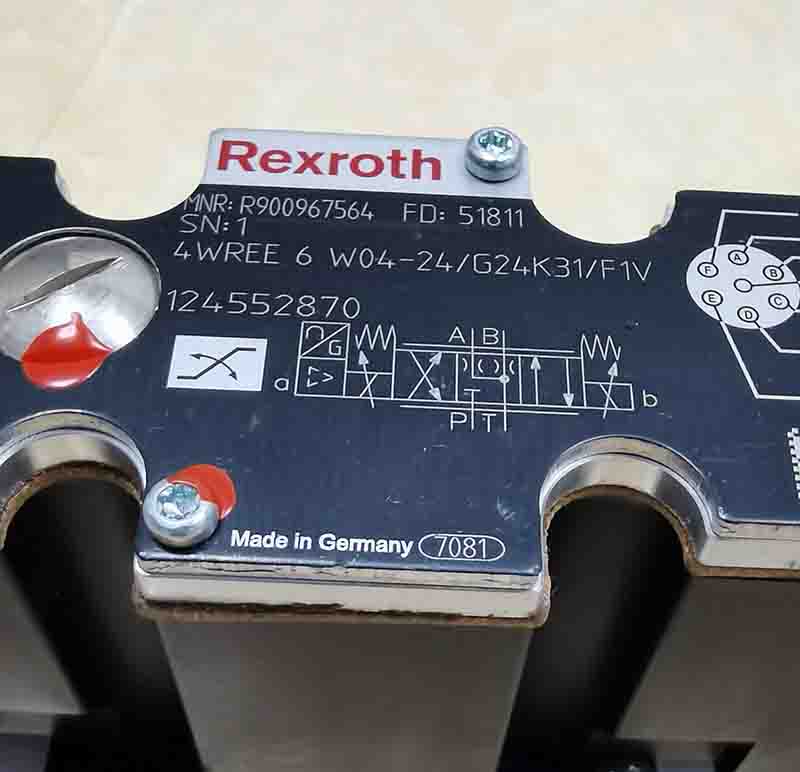 Rexroth
MNR: R900967564 FD: 51811
SN: 1
4WREE 6 W04-24/G24K31/F1V
124552870
A B
G
a
b
P T
F A B
E D C
Made in Germany 7081